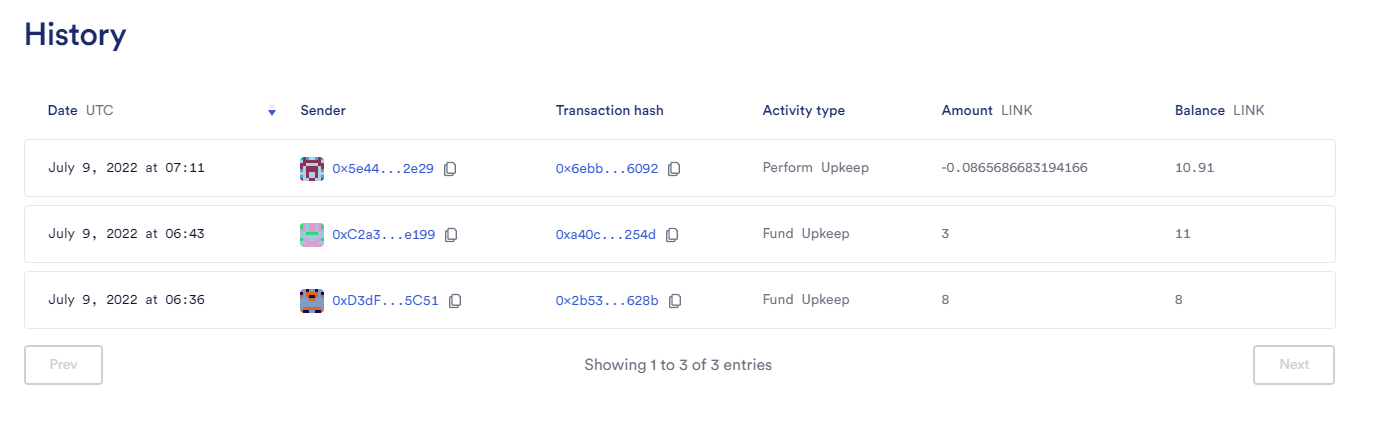 History
Date UTC Sender Transaction hash Activity type Amount LINK Balance LINK
July 9, 2022 at 07:11 0x5e44...2e29 0x6ebb...6092 Perform Upkeep -0.0865686683194166 10.91
July 9, 2022 at 06:43 0xC2a3...e199 0xa40c...254d Fund Upkeep 3 11
July 9, 2022 at 06:36 0xD3dF...5C51 0x2b53...628b Fund Upkeep 8 8
Prev Showing 1 to 3 of 3 entries Next